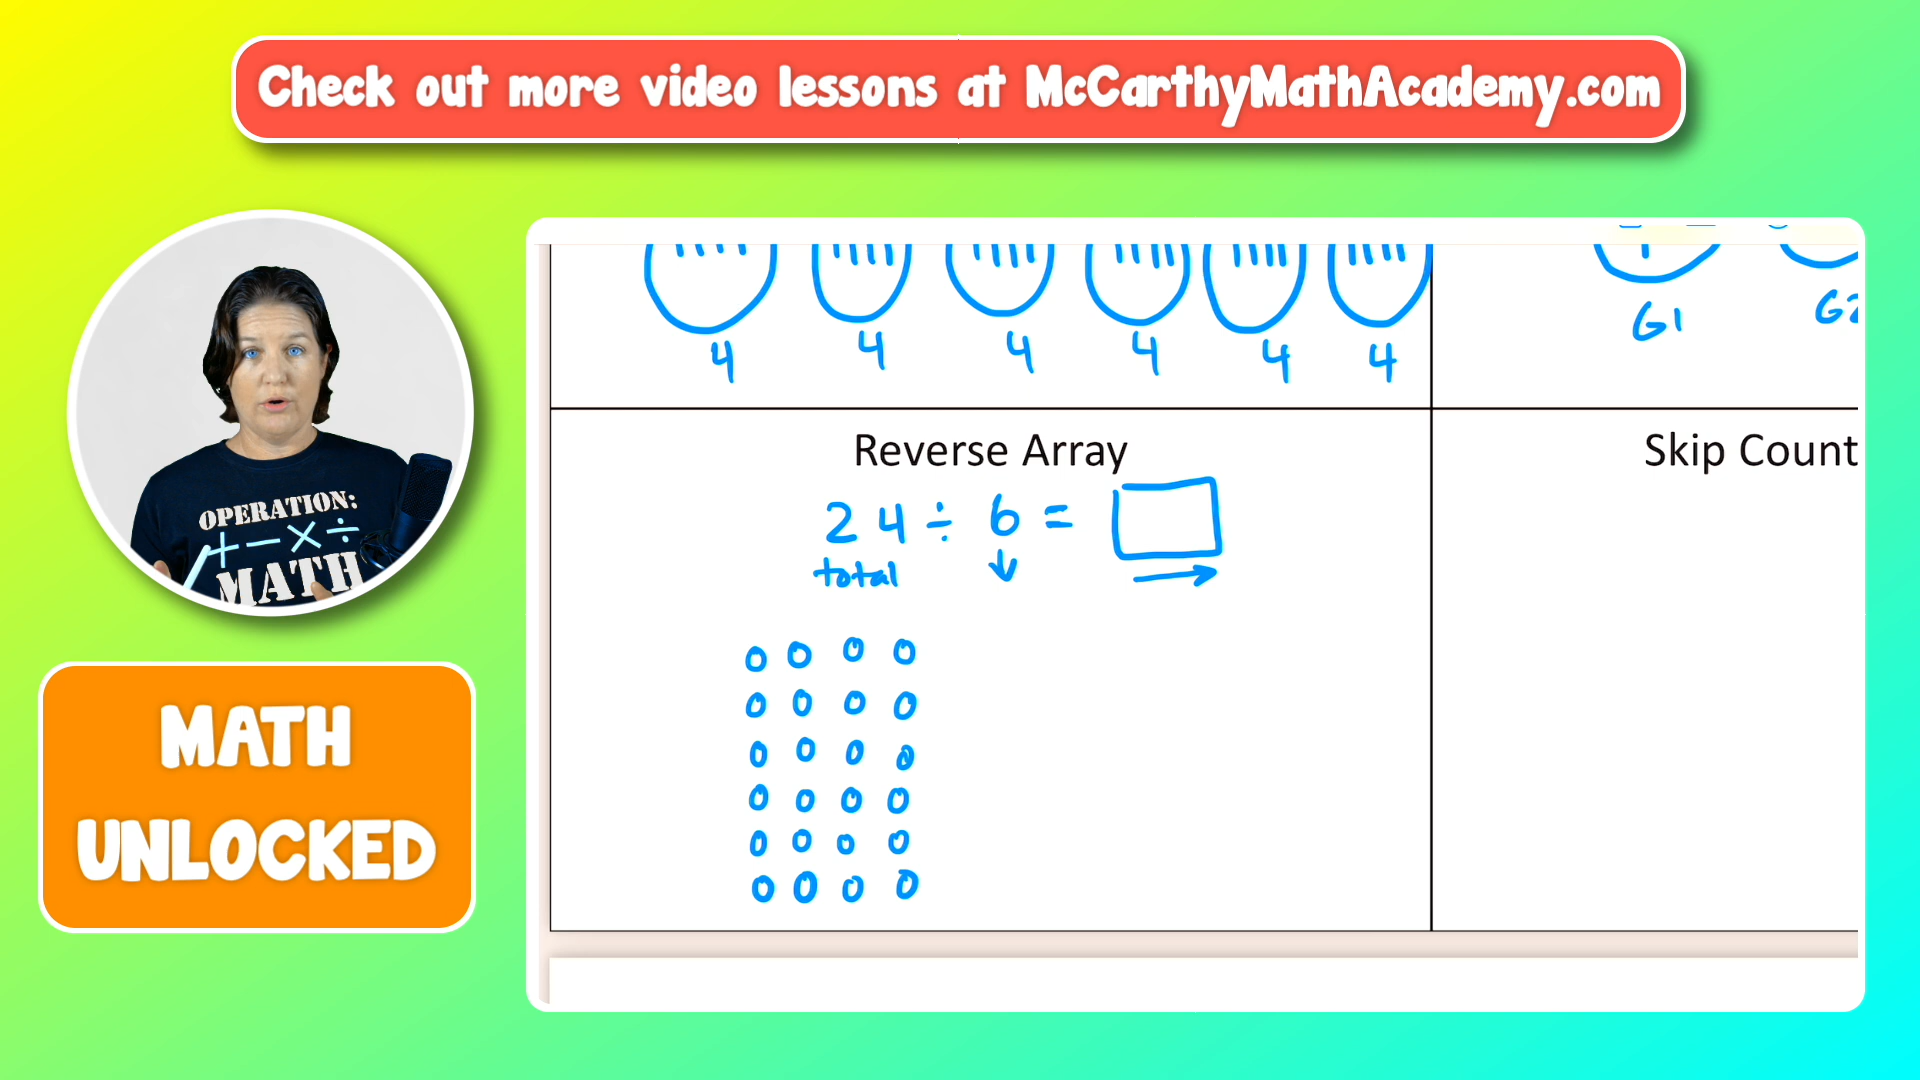 Check out more video lessons at McCarthyMathAcademy.com
OPERATION:
+ − × ÷
MATH
MATH
UNLOCKED
4 4 4 4 4 4
G1 G2
Reverse Array
24 ÷ 6 =
total
Skip Count